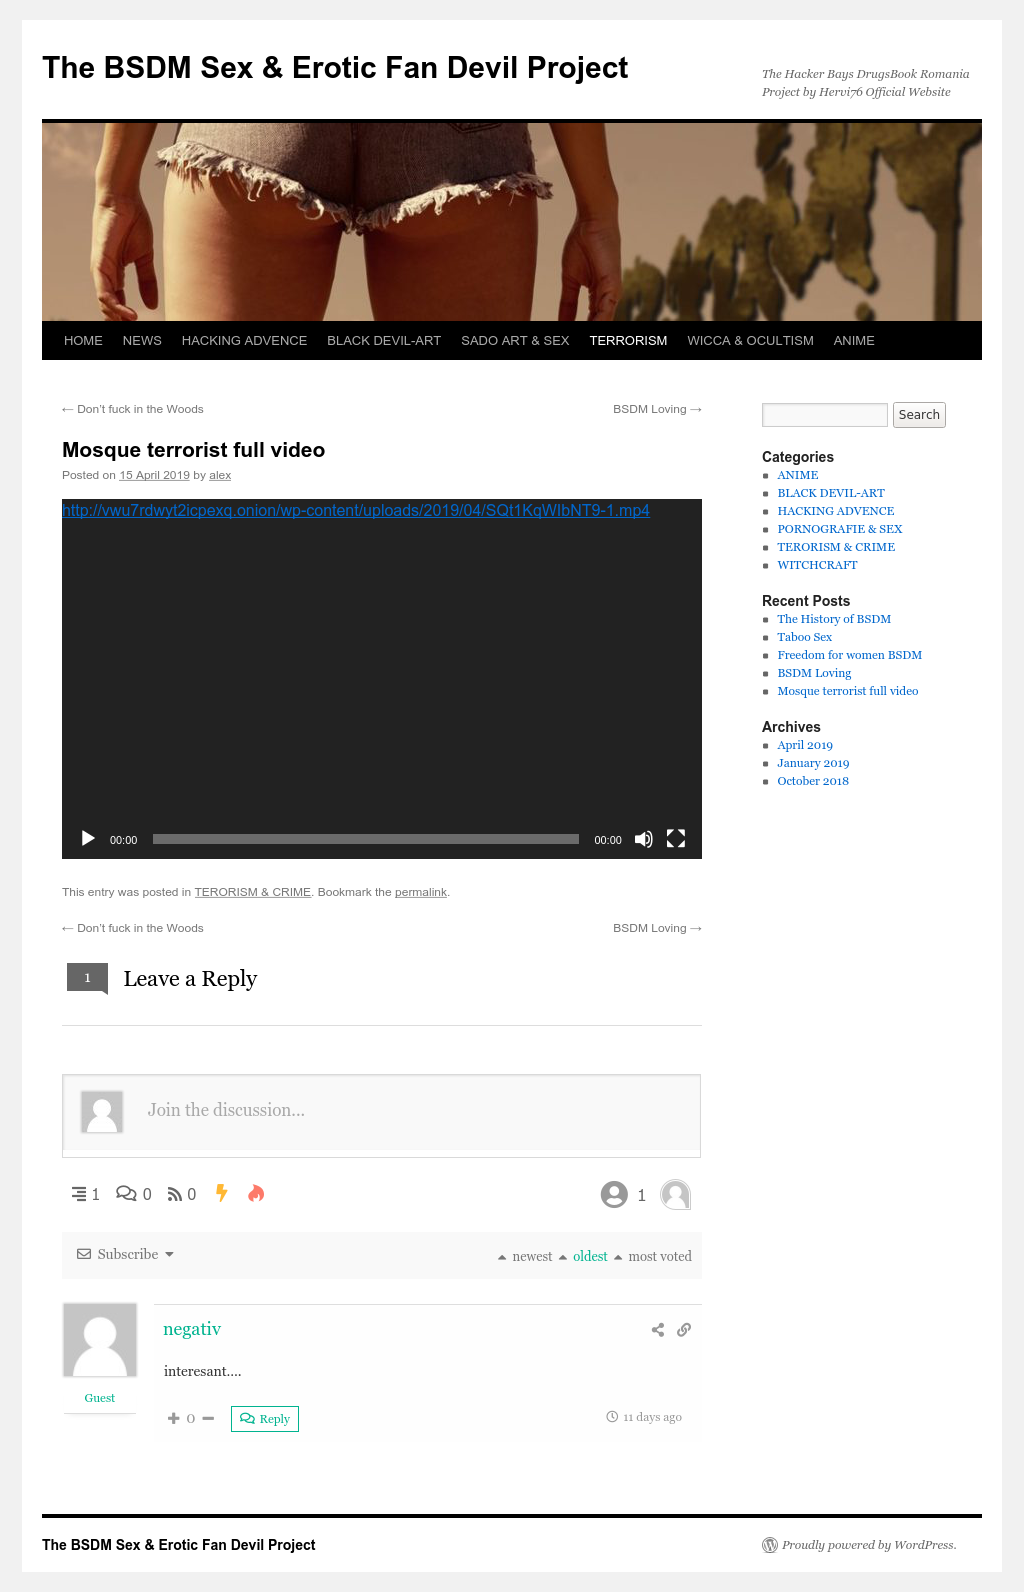 The BSDM Sex & Erotic Fan Devil Project
The Hacker Bays DrugsBook Romania
Project by Hervi76 Official Website
HOME NEWS HACKING ADVENCE BLACK DEVIL-ART SADO ART & SEX TERRORISM WICCA & OCULTISM ANIME
← Don't fuck in the Woods
BSDM Loving →
Mosque terrorist full video
Posted on 15 April 2019 by alex
http://vwu7rdwyt2icpexq.onion/wp-content/uploads/2019/04/SQt1KqWIbNT9-1.mp4
00:00
00:00
This entry was posted in TERORISM & CRIME. Bookmark the permalink.
← Don't fuck in the Woods
BSDM Loving →
1
Leave a Reply
Join the discussion...
1 0 0
1
Subscribe
newest oldest most voted
negativ
interesant....
Guest
0
Reply
11 days ago
Search
Categories
ANIME
BLACK DEVIL-ART
HACKING ADVENCE
PORNOGRAFIE & SEX
TERORISM & CRIME
WITCHCRAFT
Recent Posts
The History of BSDM
Taboo Sex
Freedom for women BSDM
BSDM Loving
Mosque terrorist full video
Archives
April 2019
January 2019
October 2018
The BSDM Sex & Erotic Fan Devil Project
Proudly powered by WordPress.